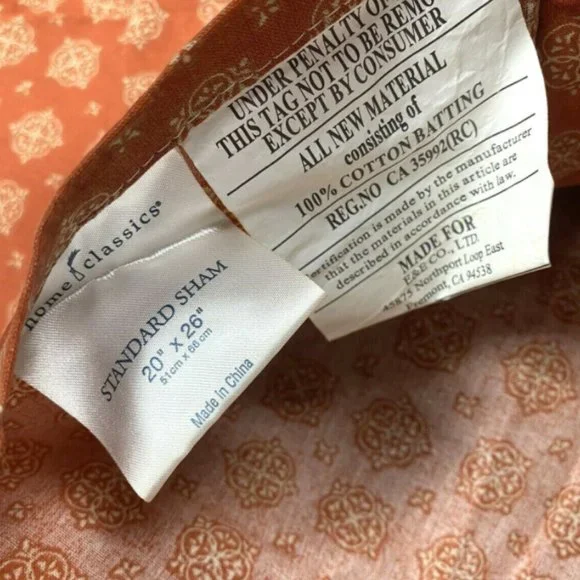 home classics®
STANDARD SHAM
20" X 26"
51cm x 66cm
Made in China
UNDER PENALTY OF
THIS TAG NOT TO BE REMO
EXCEPT BY CONSUMER
ALL NEW MATERIAL
consisting of
100% COTTON BATTING
REG.NO CA 35992(RC)
ertification is made by the manufacturer
that the materials in this article are
described in accordance with law.
MADE FOR
E&E CO., LTD.
45875 Northport Loop East
Fremont, CA 94538